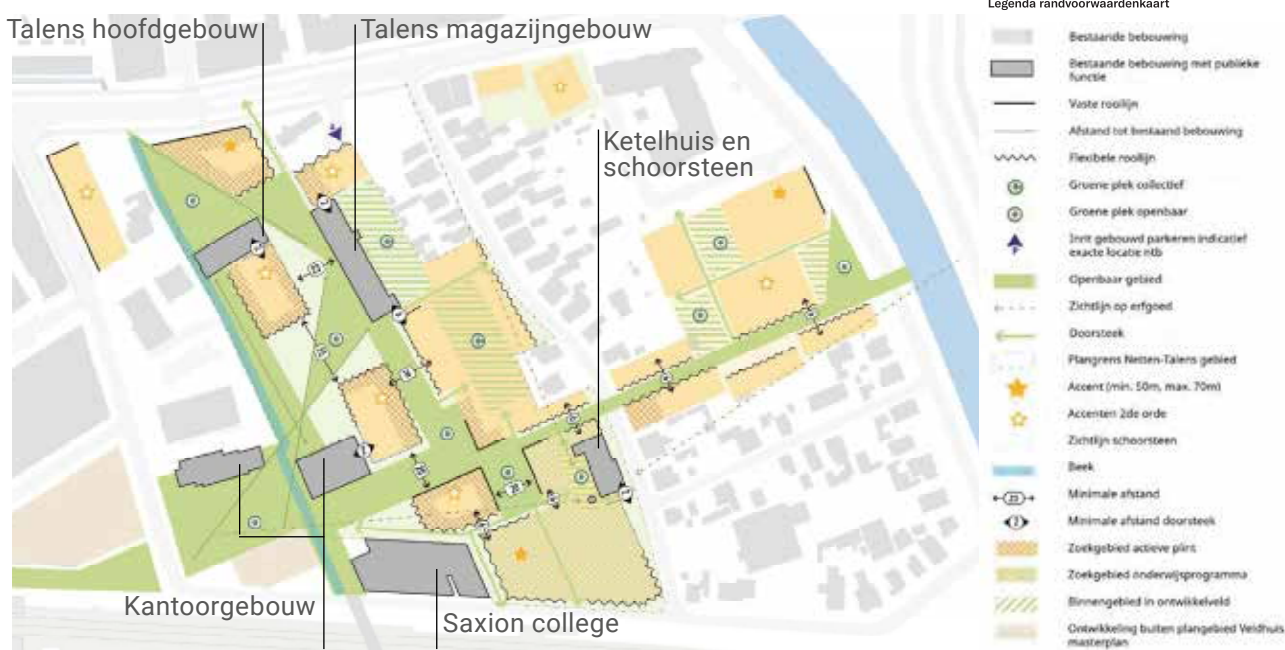 Legenda randvoorwaardenkaart
Talens hoofdgebouw
Talens magazijngebouw
Ketelhuis en
schoorsteen
Kantoorgebouw
Saxion college
Bestaande bebouwing
Bestaande bebouwing met publieke
functie
Vaste rooilijn
Afstand tot bestaand bebouwing
Flexibele rooilijn
Groene plek collectief
Groene plek openbaar
Inrit gebouwd parkeren indicatief
exacte locatie ntb
Openbaar gebied
Zichtlijn op erfgoed
Doorsteek
Plangrens Netten-Talens gebied
Accent (min. 50m, max. 70m)
Accenten 2de orde
Zichtlijn schoorsteen
Beek
23
Minimale afstand
2
Minimale afstand doorsteek
Zoekgebied actieve plint
Zoekgebied onderwijsprogramma
Binnengebied in ontwikkelveld
Ontwikkeling buiten plangebied Veldhuis
masterplan